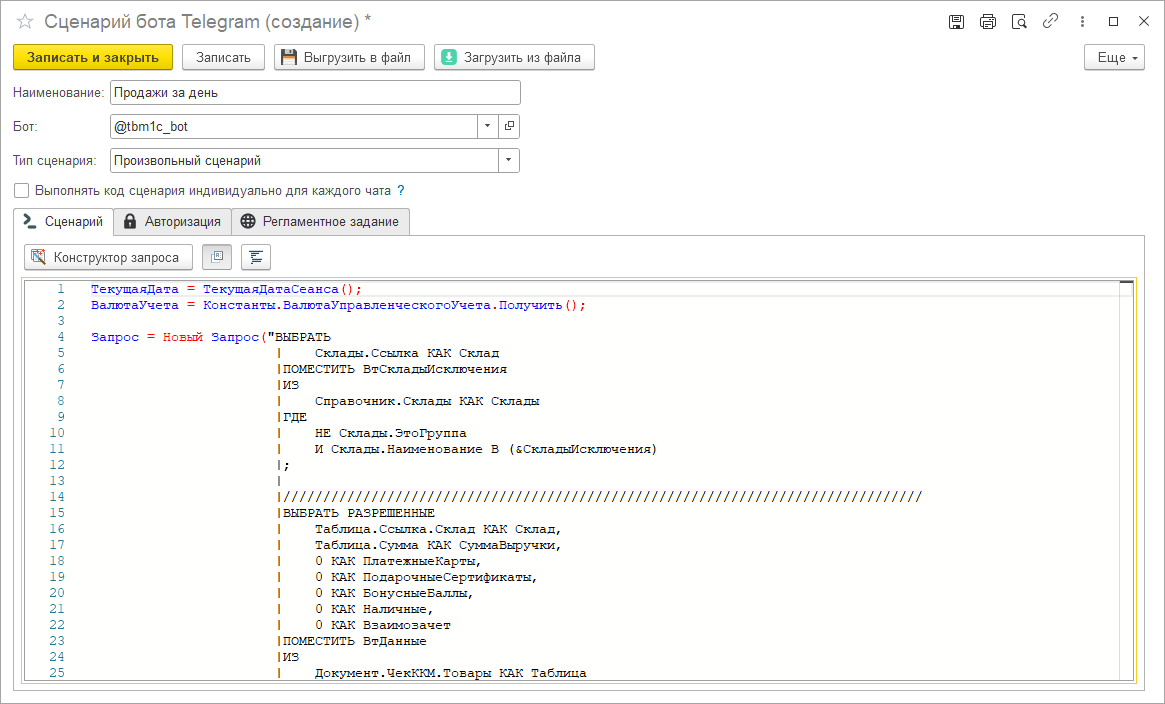 Сценарий бота Telegram (создание) *
Записать и закрыть Записать Выгрузить в файл Загрузить из файла Еще
Наименование: Продажи за день
Бот: @tbm1c_bot
Тип сценария: Произвольный сценарий
Выполнять код сценария индивидуально для каждого чата ?
Сценарий Авторизация Регламентное задание
Конструктор запроса
1 ТекущаяДата = ТекущаяДатаСеанса();
2 ВалютаУчета = Константы.ВалютаУправленческогоУчета.Получить();
3
4 Запрос = Новый Запрос("ВЫБРАТЬ
5 | Склады.Ссылка КАК Склад
6 |ПОМЕСТИТЬ ВтСкладыИсключения
7 |ИЗ
8 | Справочник.Склады КАК Склады
9 |ГДЕ
10 | НЕ Склады.ЭтоГруппа
11 | И Склады.Наименование В (&СкладыИсключения)
12 |;
13 |
14 |////////////////////////////////////////////////////////////////////////////////
15 |ВЫБРАТЬ РАЗРЕШЕННЫЕ
16 | Таблица.Ссылка.Склад КАК Склад,
17 | Таблица.Сумма КАК СуммаВыручки,
18 | 0 КАК ПлатежныеКарты,
19 | 0 КАК ПодарочныеСертификаты,
20 | 0 КАК БонусныеБаллы,
21 | 0 КАК Наличные,
22 | 0 КАК Взаимозачет
23 |ПОМЕСТИТЬ ВтДанные
24 |ИЗ
25 | Документ.ЧекККМ.Товары КАК Таблица